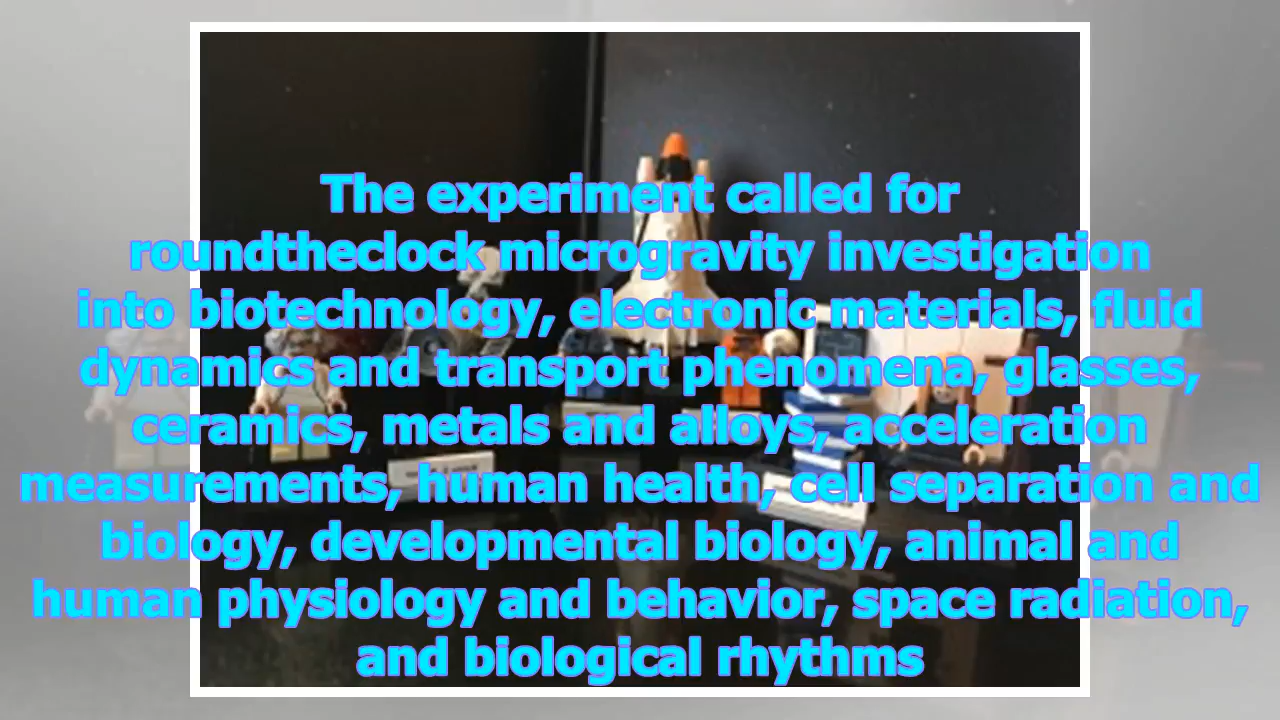 The experiment called for
roundtheclock microgravity investigation
into biotechnology, electronic materials, fluid
dynamics and transport phenomena, glasses,
ceramics, metals and alloys, acceleration
measurements, human health, cell separation and
biology, developmental biology, animal and
human physiology and behavior, space radiation,
and biological rhythms